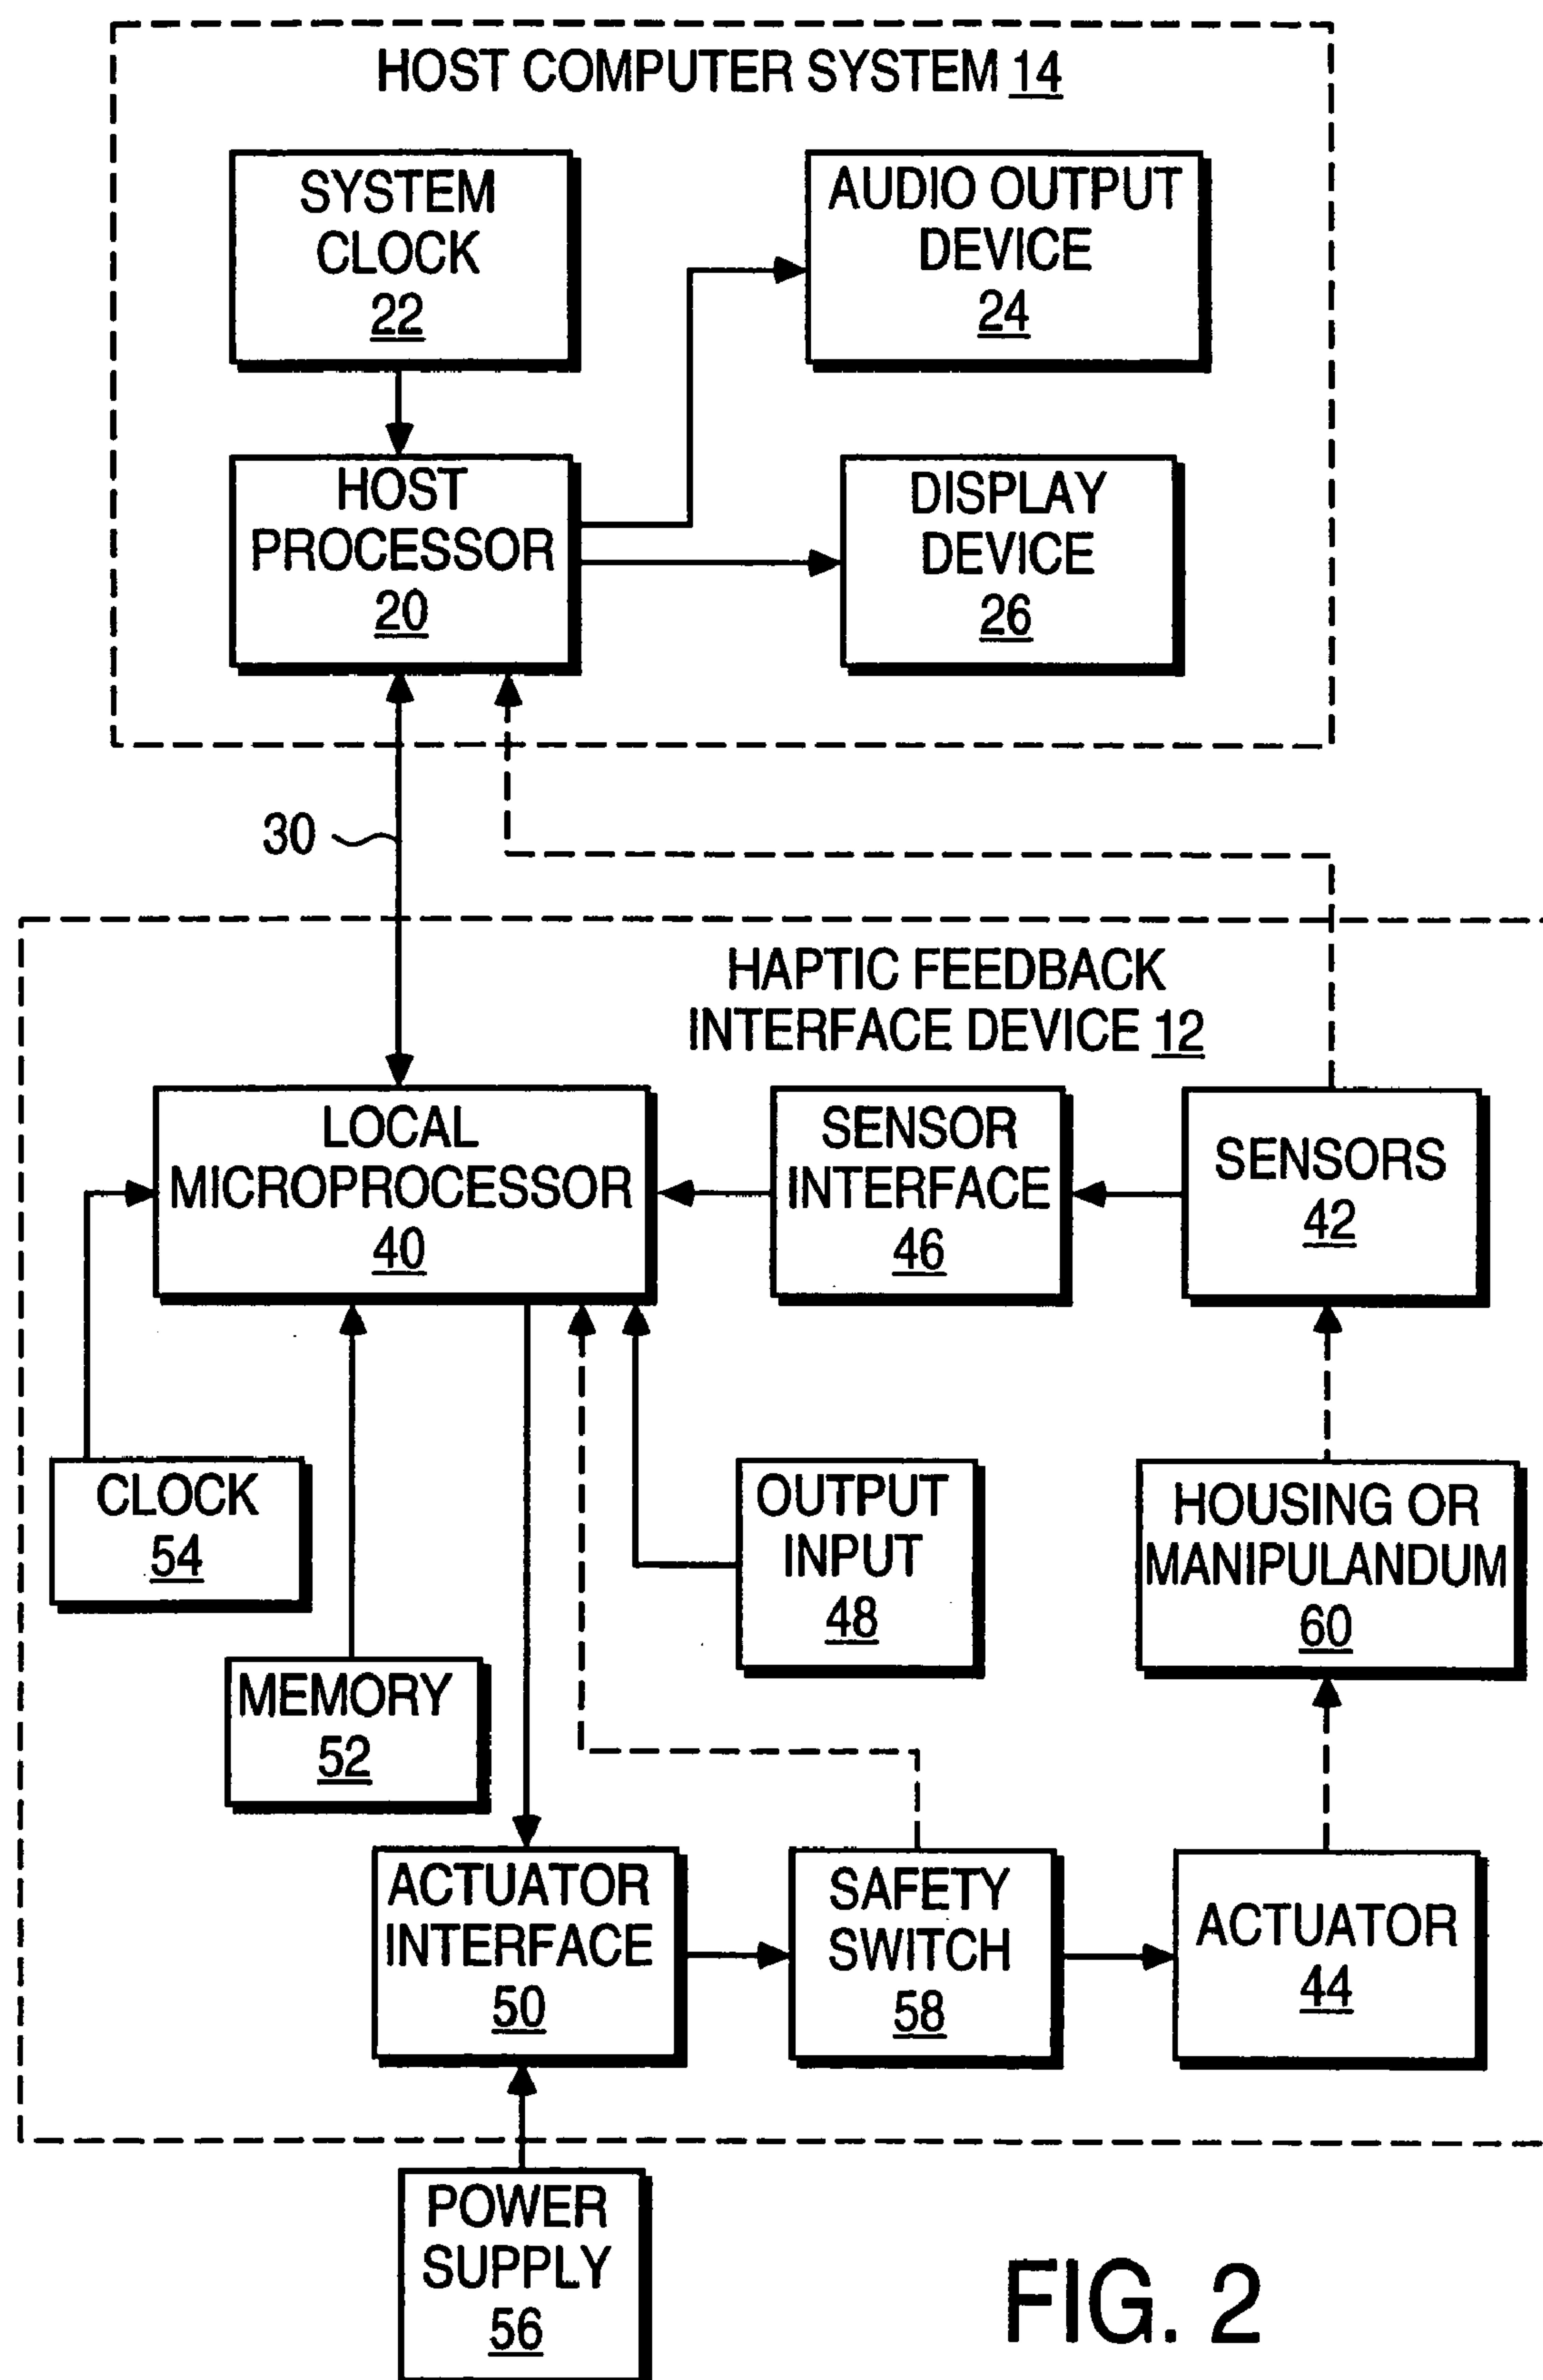 HOST COMPUTER SYSTEM 14
SYSTEM
CLOCK
22
AUDIO OUTPUT
DEVICE
24
HOST
PROCESSOR
20
DISPLAY
DEVICE
26
30
HAPTIC FEEDBACK
INTERFACE DEVICE 12
LOCAL
MICROPROCESSOR
40
SENSOR
INTERFACE
46
SENSORS
42
CLOCK
54
OUTPUT
INPUT
48
HOUSING OR
MANIPULANDUM
60
MEMORY
52
ACTUATOR
INTERFACE
50
SAFETY
SWITCH
58
ACTUATOR
44
POWER
SUPPLY
56
FIG. 2